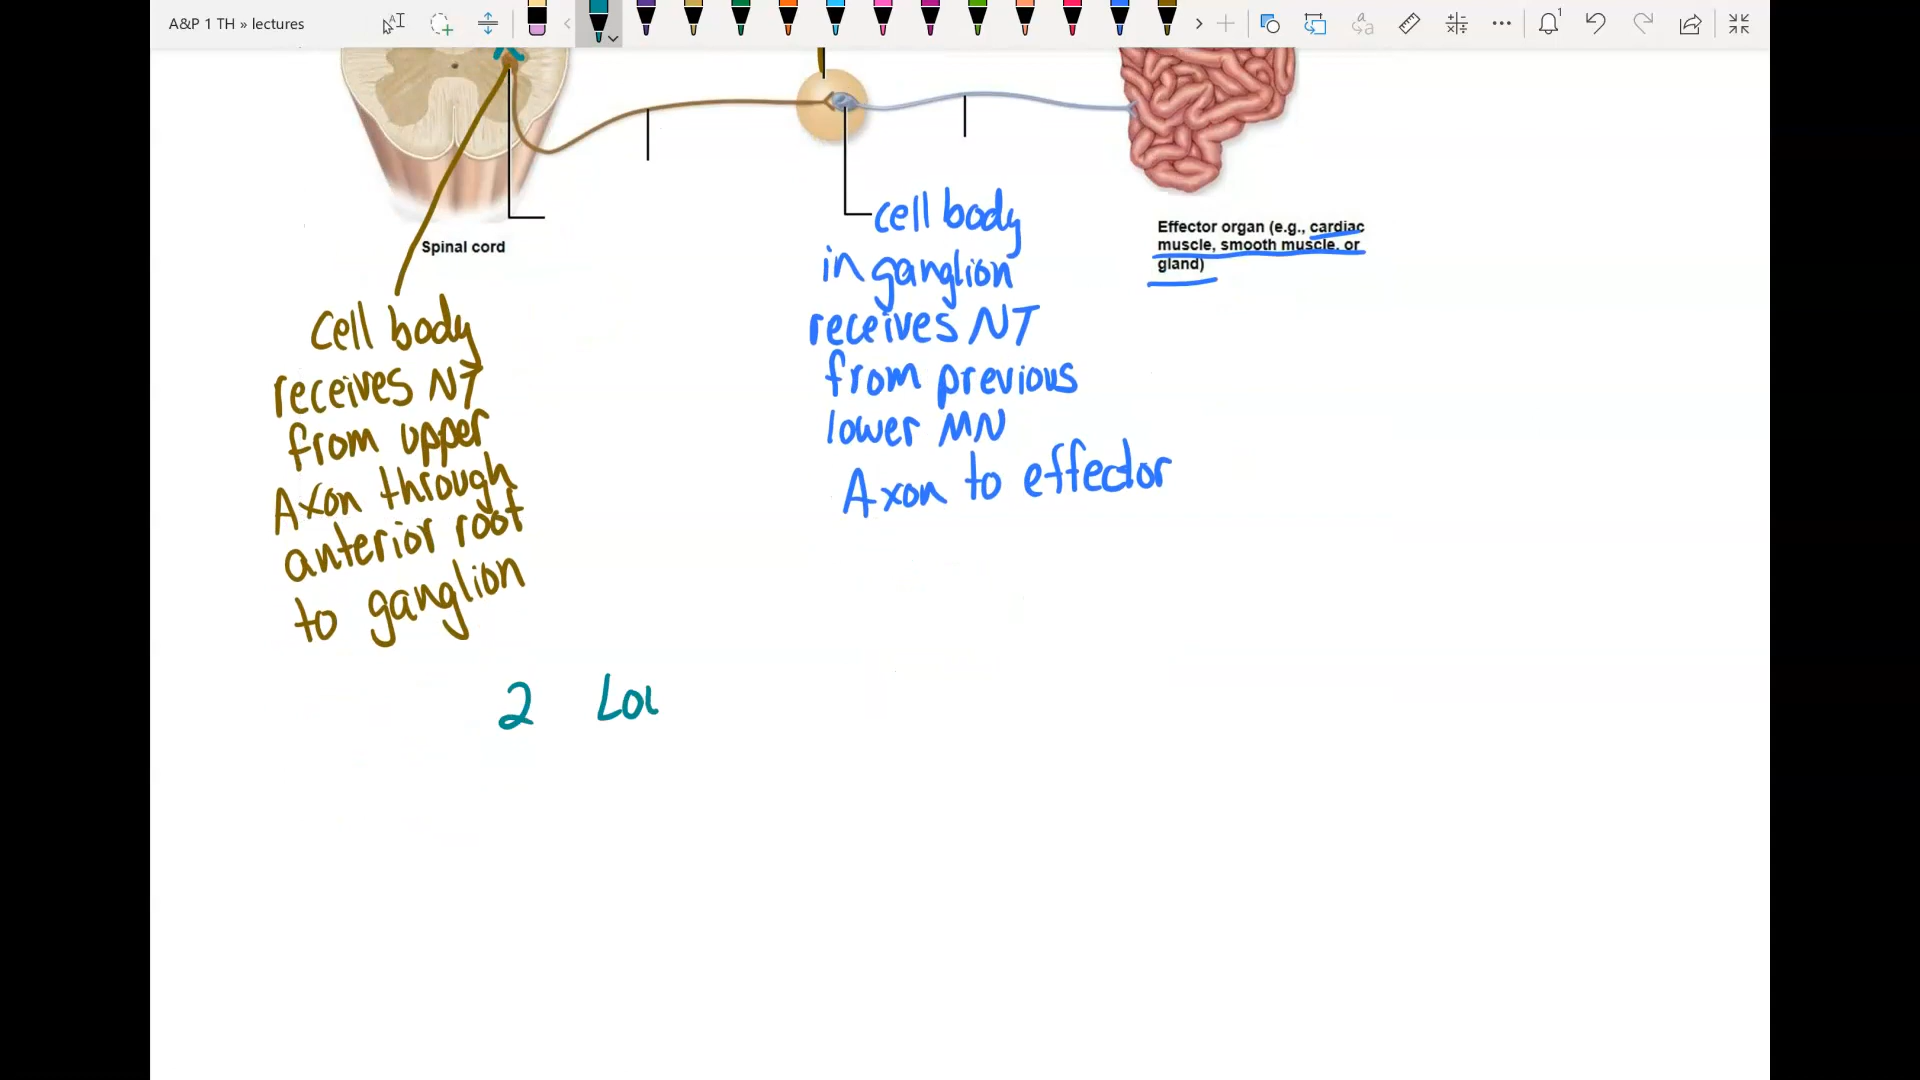 A&P 1 TH » lectures
cell body
in ganglion
receives NT
from previous
lower MN
Axon to effector
Effector organ (e.g., cardiac
muscle, smooth muscle, or
gland)
Spinal cord
Cell body
receives NT
from upper
Axon through
anterior root
to ganglion
2 Lou